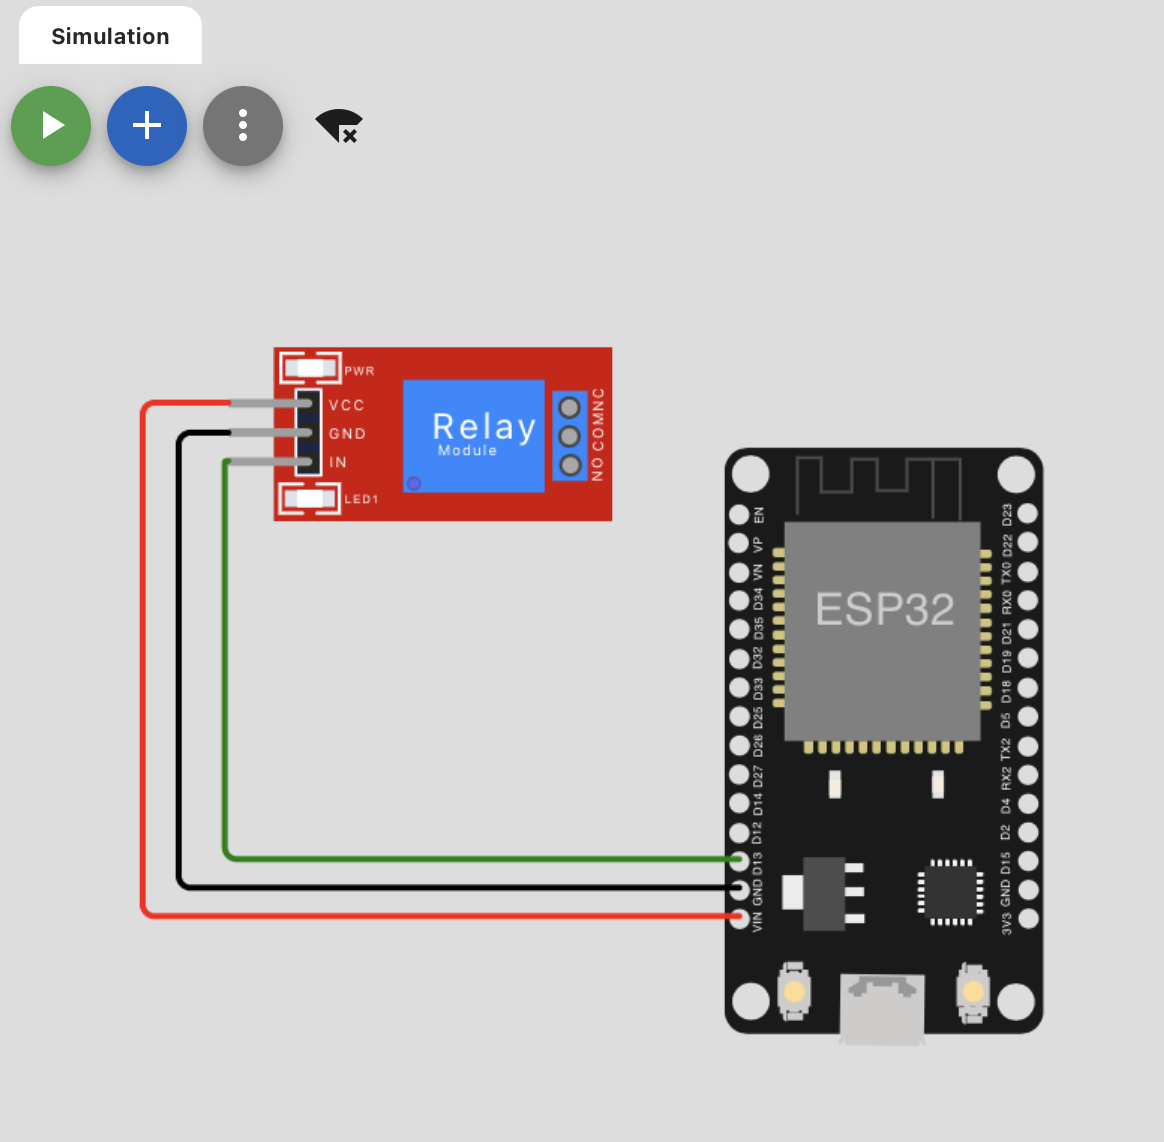 Simulation
PWR
VCC
GND
IN
LED1
Relay
Module
NO COM NC
ESP32
EN
VP
VN
D34
D35
D32
D33
D25
D26
D27
D14
D12
D13
GND
VIN
D23
D22
TX0
RX0
D21
D19
D18
D5
TX2
RX2
D4
D2
D15
GND
3V3